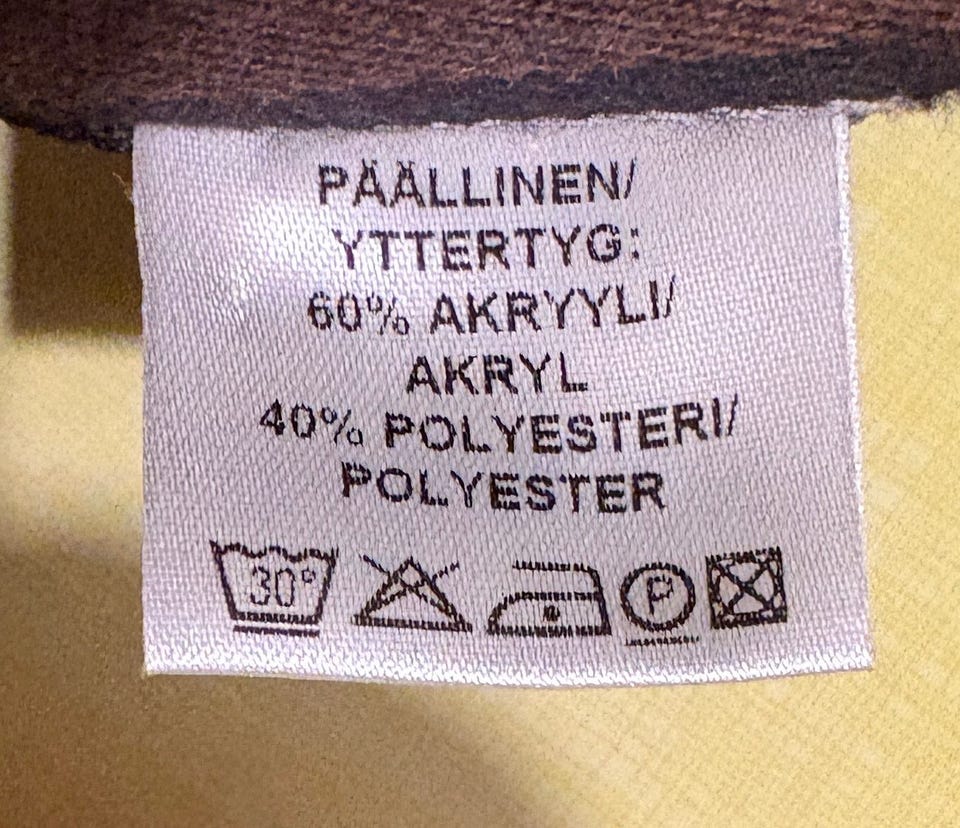 PÄÄLLINEN/
YTTERTYG:
60% AKRYYLI/
AKRYL
40% POLYESTERI/
POLYESTER
30° P